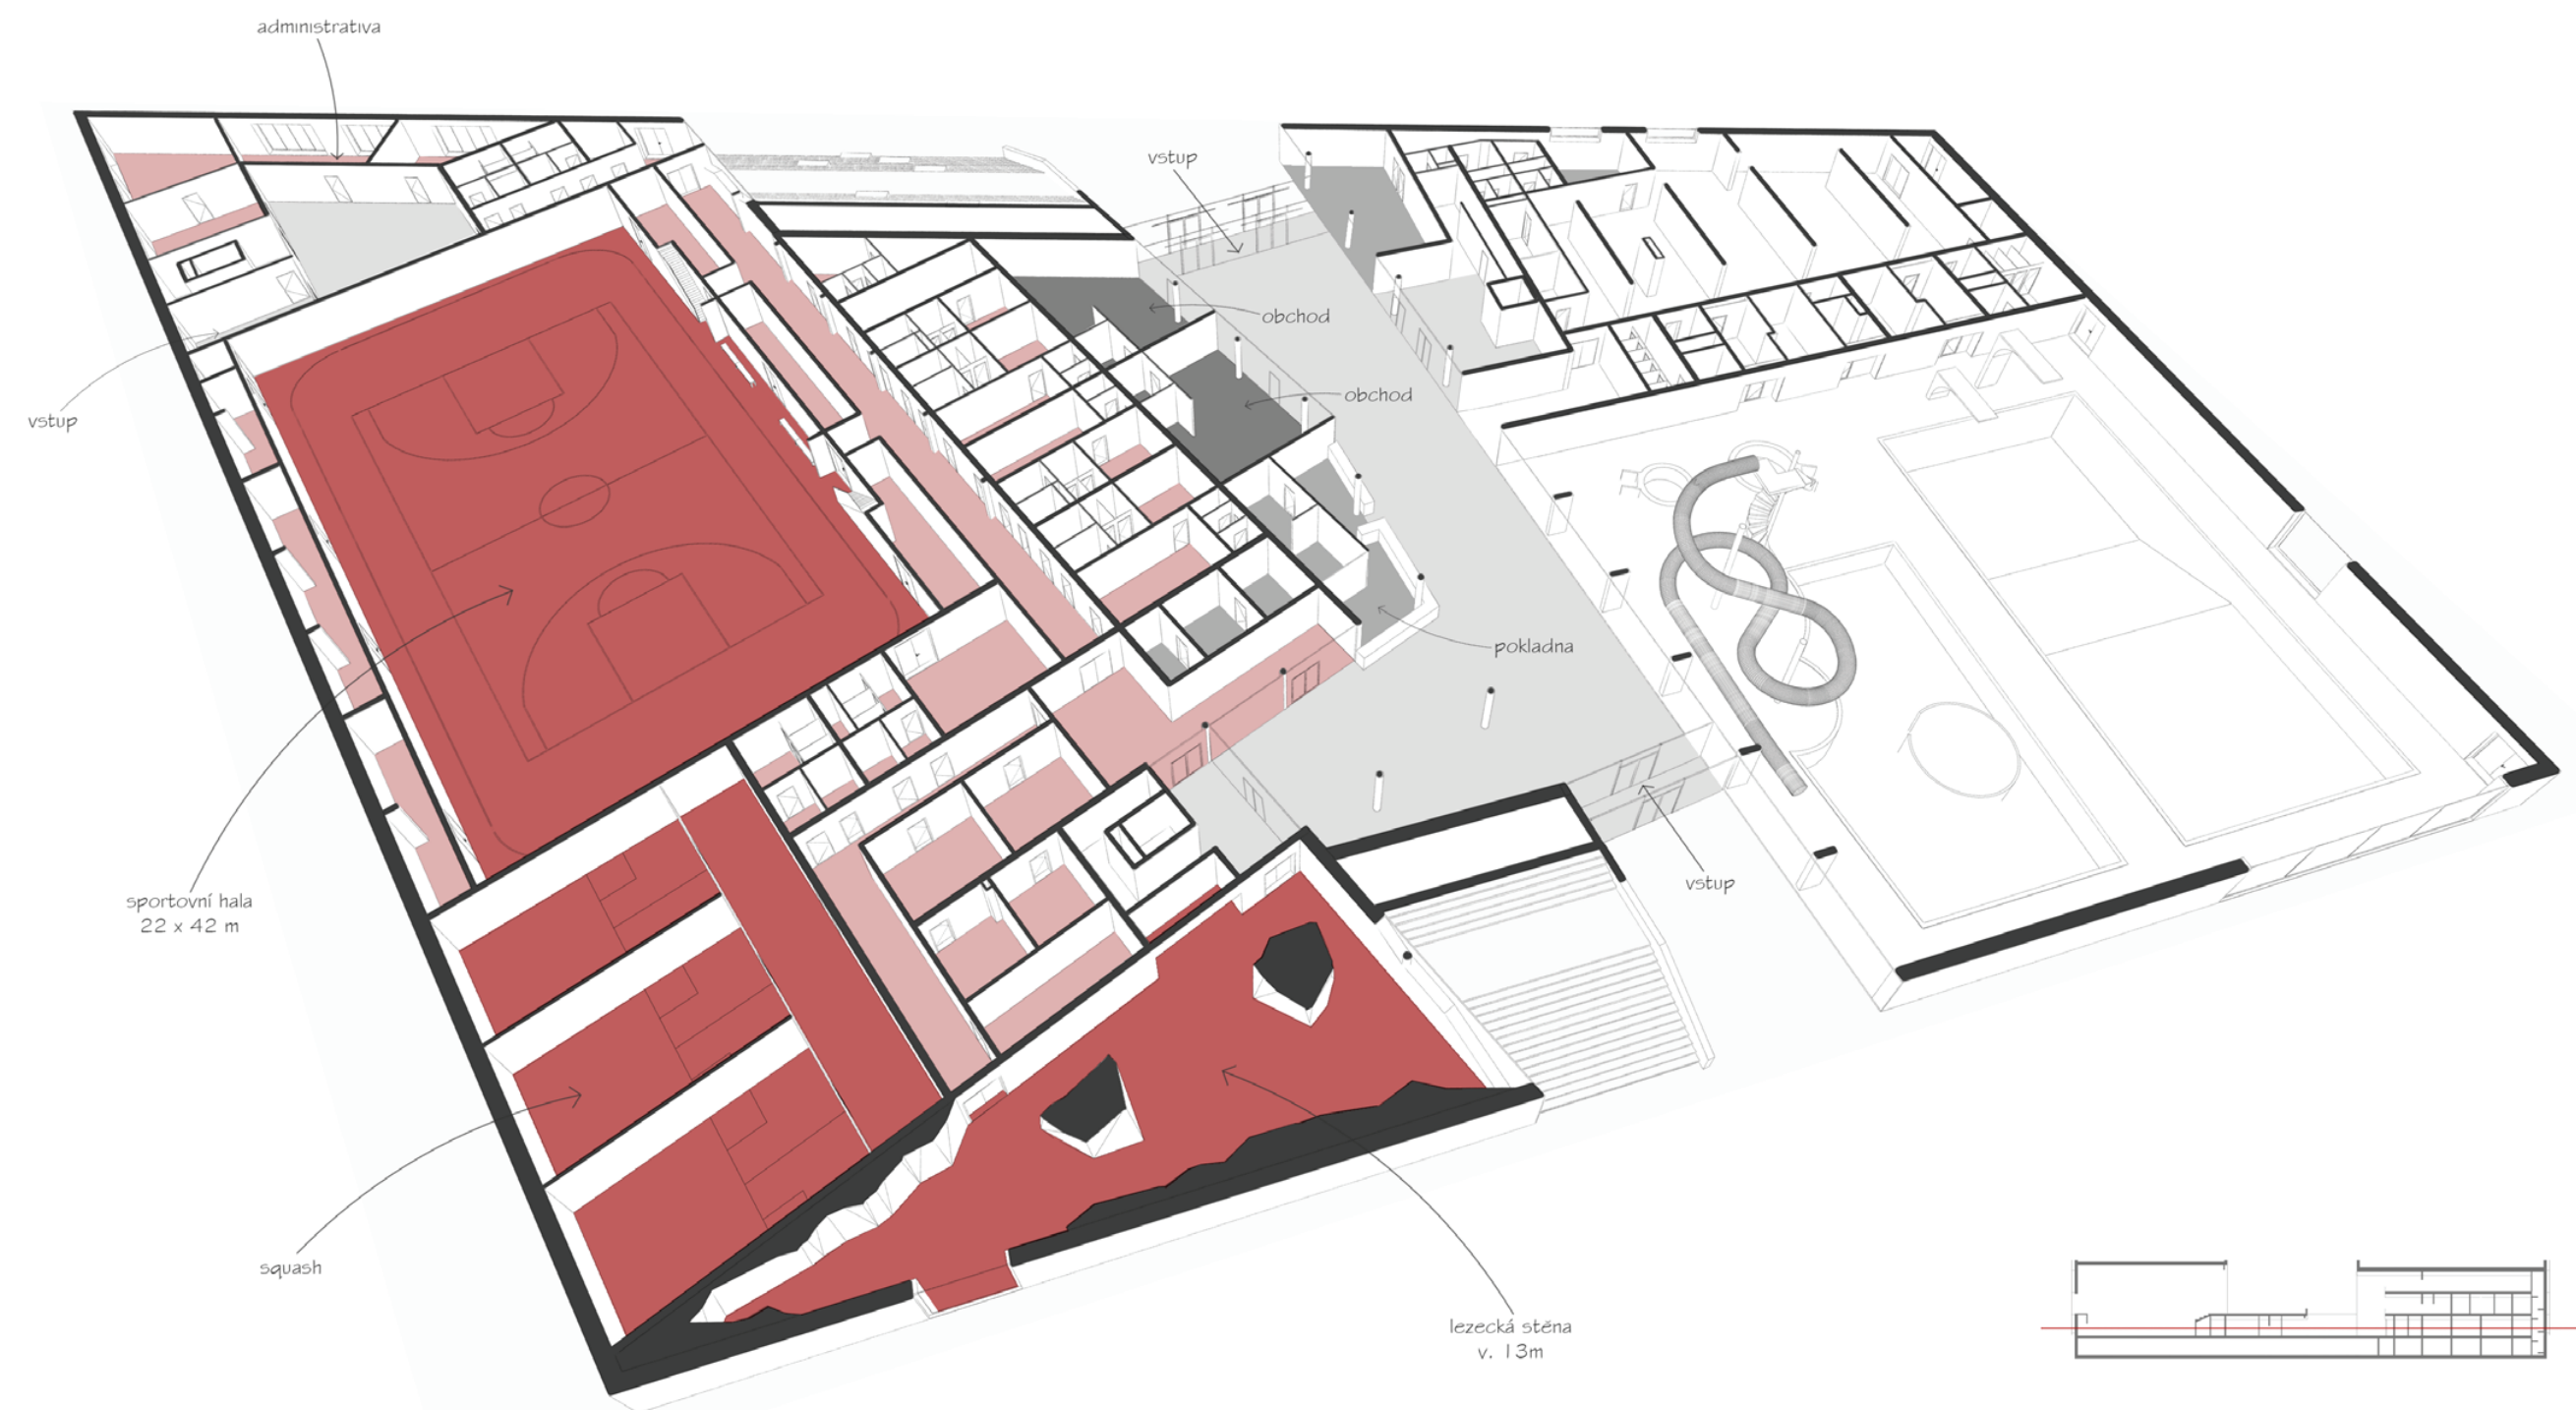 administrativa
vstup
obchod
obchod
vstup
pokladna
vstup
sportovní hala
22 x 42 m
squash
lezecká stěna
v. 13m